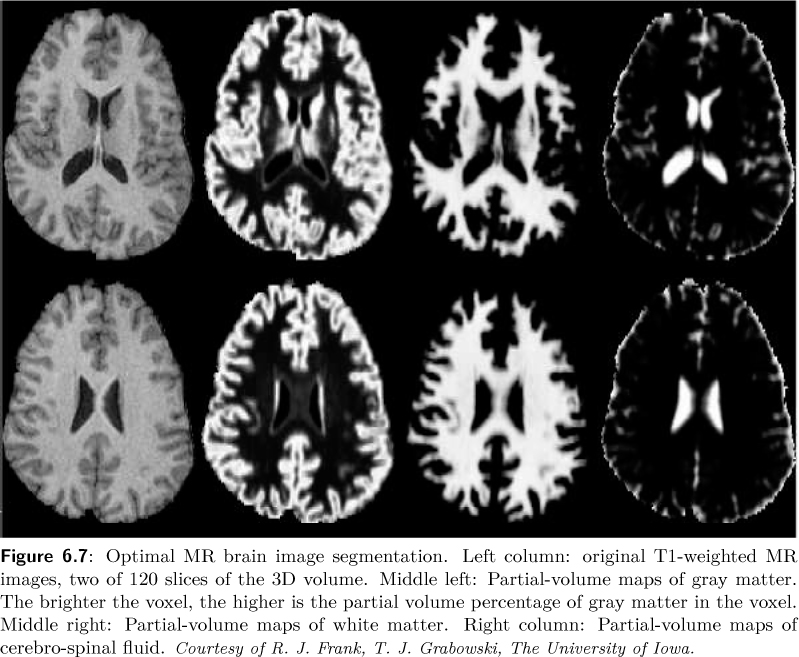 Figure 6.7: Optimal MR brain image segmentation. Left column: original T1-weighted MR
images, two of 120 slices of the 3D volume. Middle left: Partial-volume maps of gray matter.
The brighter the voxel, the higher is the partial volume percentage of gray matter in the voxel.
Middle right: Partial-volume maps of white matter. Right column: Partial-volume maps of
cerebro-spinal fluid. Courtesy of R. J. Frank, T. J. Grabowski, The University of Iowa.